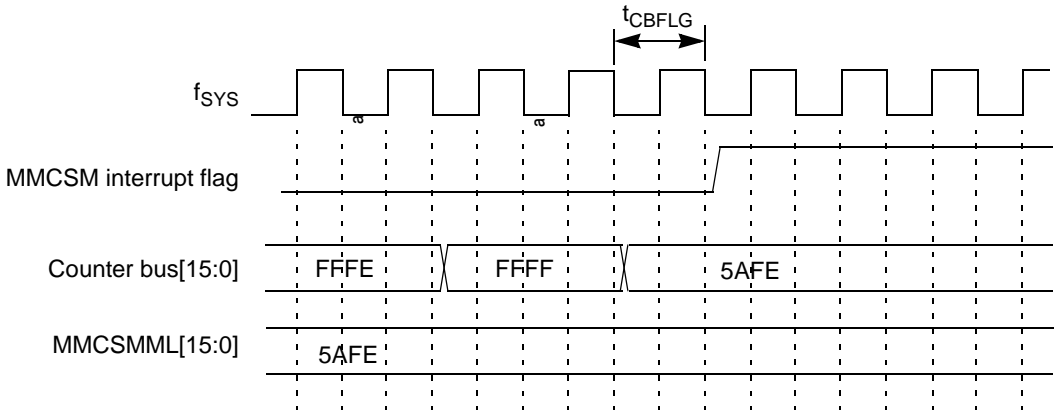 tCBFLG
fSYS
a
a
MMCSM interrupt flag
Counter bus[15:0]
FFFE
FFFF
5AFE
MMCSMML[15:0]
5AFE